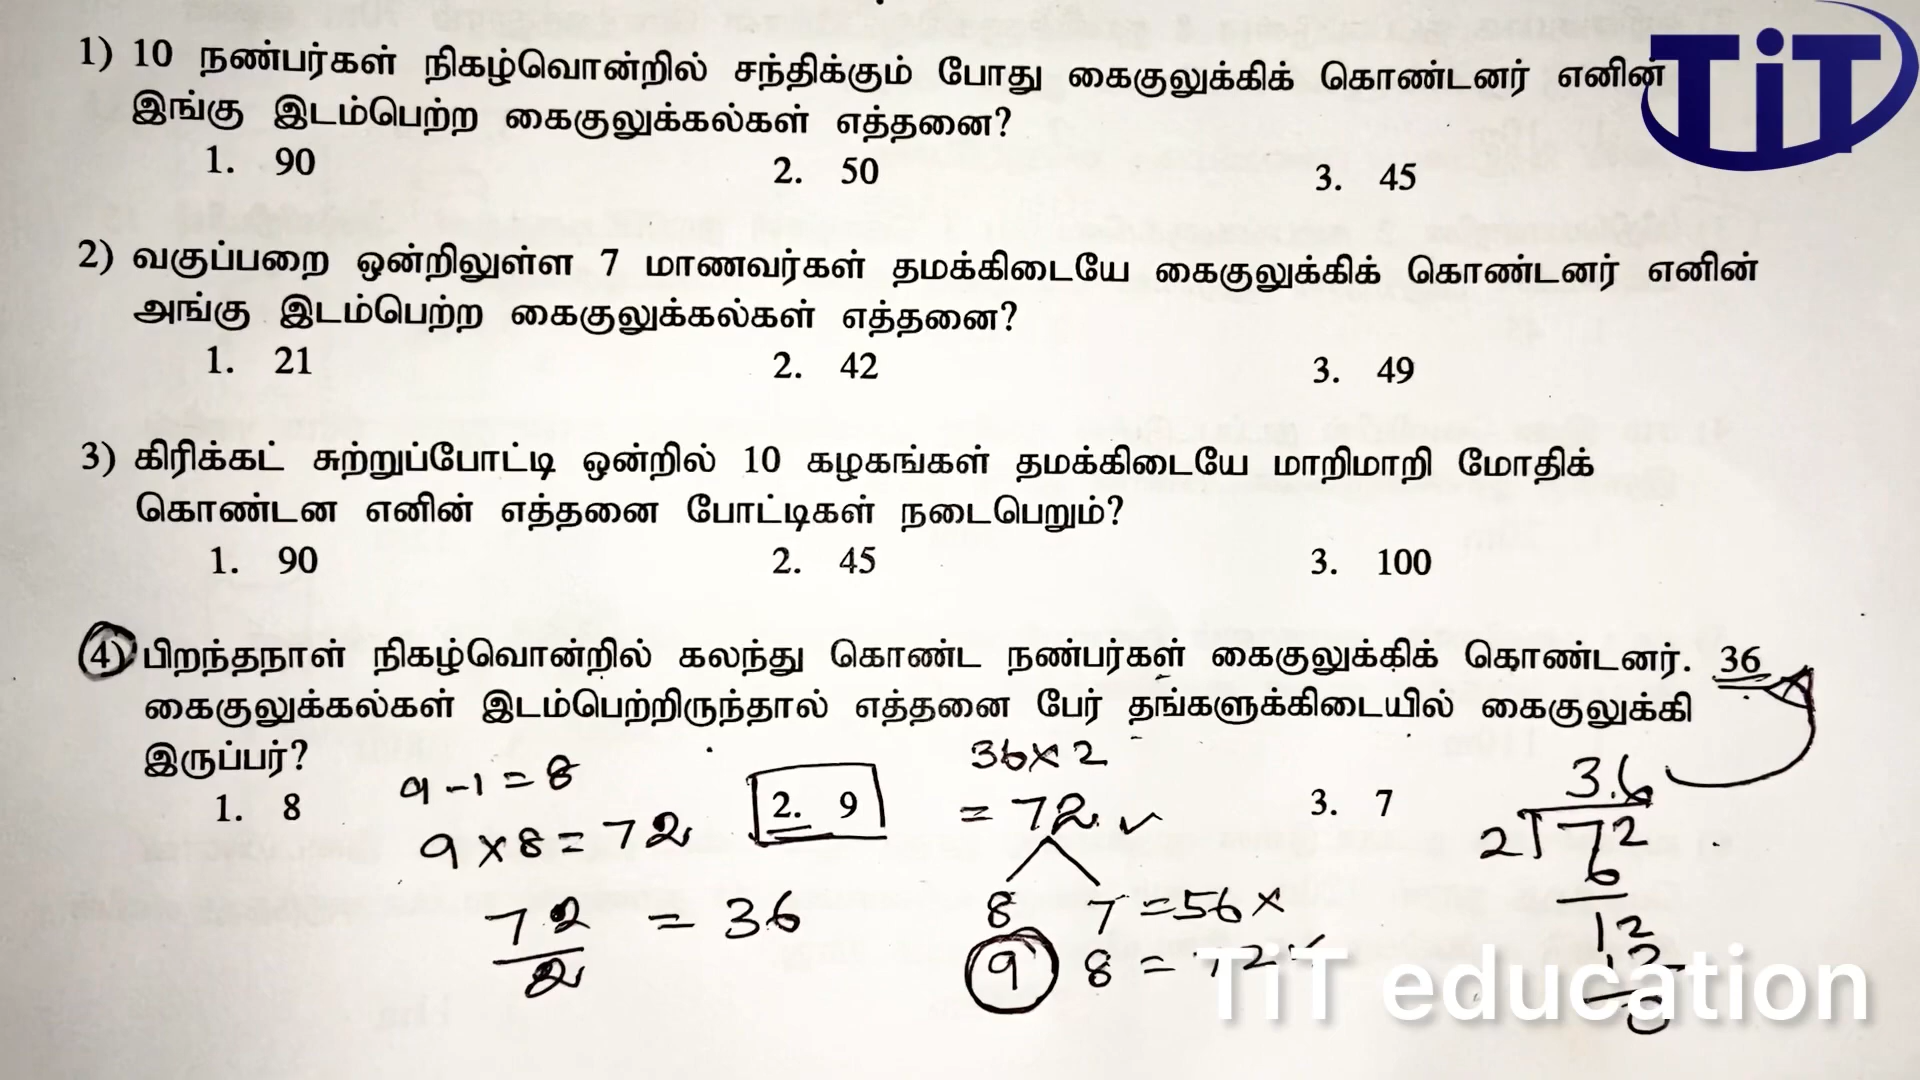 1) 10 நண்பர்கள் நிகழ்வொன்றில் சந்திக்கும் போது கைகுலுக்கிக் கொண்டனர் எனின்
இங்கு இடம்பெற்ற கைகுலுக்கல்கள் எத்தனை?
1. 90 2. 50 3. 45
TiT
2) வகுப்பறை ஒன்றிலுள்ள 7 மாணவர்கள் தமக்கிடையே கைகுலுக்கிக் கொண்டனர் எனின்
அங்கு இடம்பெற்ற கைகுலுக்கல்கள் எத்தனை?
1. 21 2. 42 3. 49
3) கிரிக்கட் சுற்றுப்போட்டி ஒன்றில் 10 கழகங்கள் தமக்கிடையே மாறிமாறி மோதிக்
கொண்டன எனின் எத்தனை போட்டிகள் நடைபெறும்?
1. 90 2. 45 3. 100
4) பிறந்தநாள் நிகழ்வொன்றில் கலந்து கொண்ட நண்பர்கள் கைகுலுக்கிக் கொண்டனர். 36
கைகுலுக்கல்கள் இடம்பெற்றிருந்தால் எத்தனை பேர் தங்களுக்கிடையில் கைகுலுக்கி
இருப்பர்?
1. 8 2. 9 3. 7
9 - 1 = 8
9 × 8 = 72
72 = 36
2
36 × 2
= 72
8 7 = 56 ×
9 8 = 72
36
2 72
6
12
12
0
TiT education